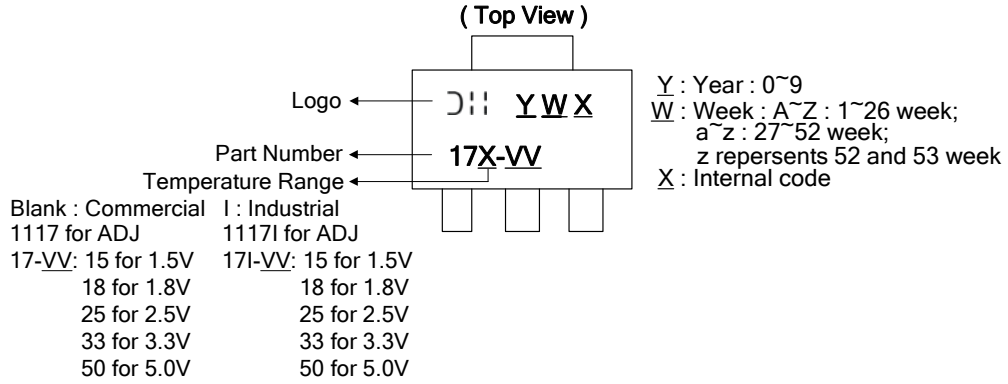 ( Top View )
Logo
Y W X
Y : Year : 0~9
W : Week : A~Z : 1~26 week;
a~z : 27~52 week;
z repersents 52 and 53 week
X : Internal code
Part Number
17X-VV
Temperature Range
Blank : Commercial I : Industrial
1117 for ADJ 1117I for ADJ
17-VV: 15 for 1.5V 17I-VV: 15 for 1.5V
18 for 1.8V 18 for 1.8V
25 for 2.5V 25 for 2.5V
33 for 3.3V 33 for 3.3V
50 for 5.0V 50 for 5.0V